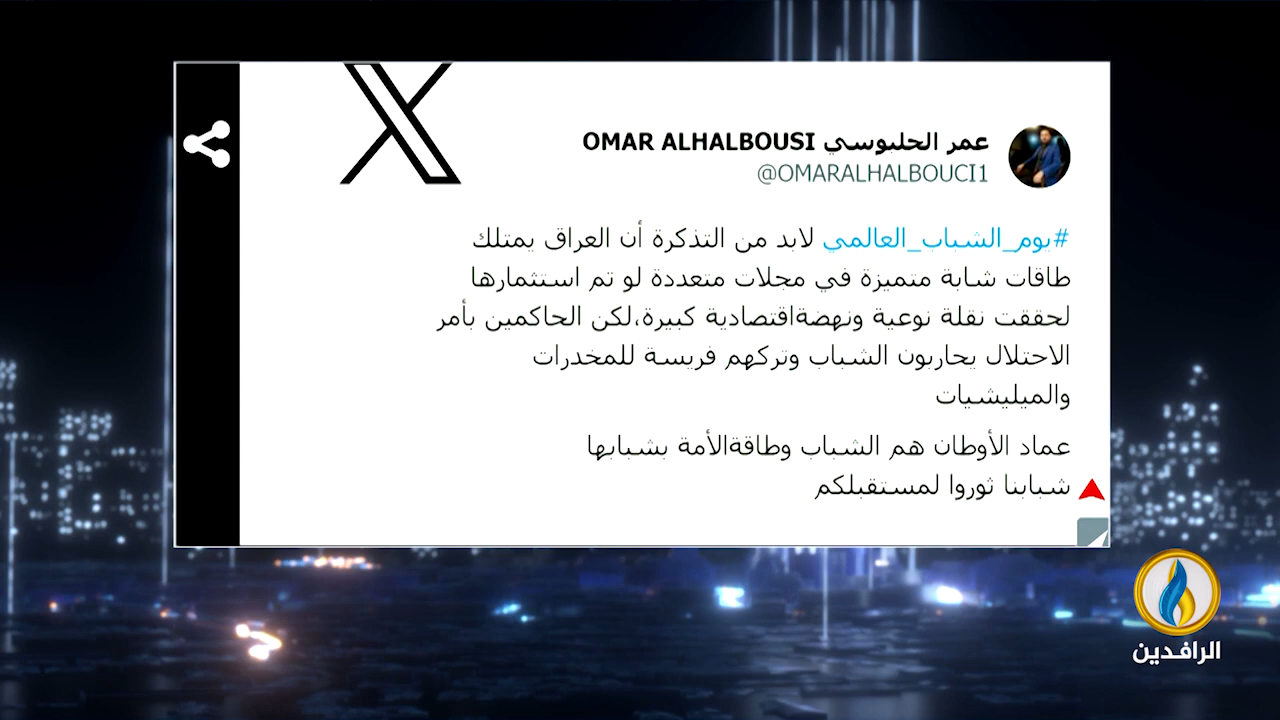 عمر الحلبوسي OMAR ALHALBOUSI
@OMARALHALBOUCI1
#يوم_الشباب_العالمي لابد من التذكرة أن العراق يمتلك
طاقات شابة متميزة في مجلات متعددة لو تم استثمارها
لحققت نقلة نوعية ونهضةاقتصادية كبيرة،لكن الحاكمين بأمر
الاحتلال يحاربون الشباب وتركهم فريسة للمخدرات
والميليشيات
عماد الأوطان هم الشباب وطاقةالأمة بشبابها
شبابنا ثوروا لمستقبلكم
الرافدين